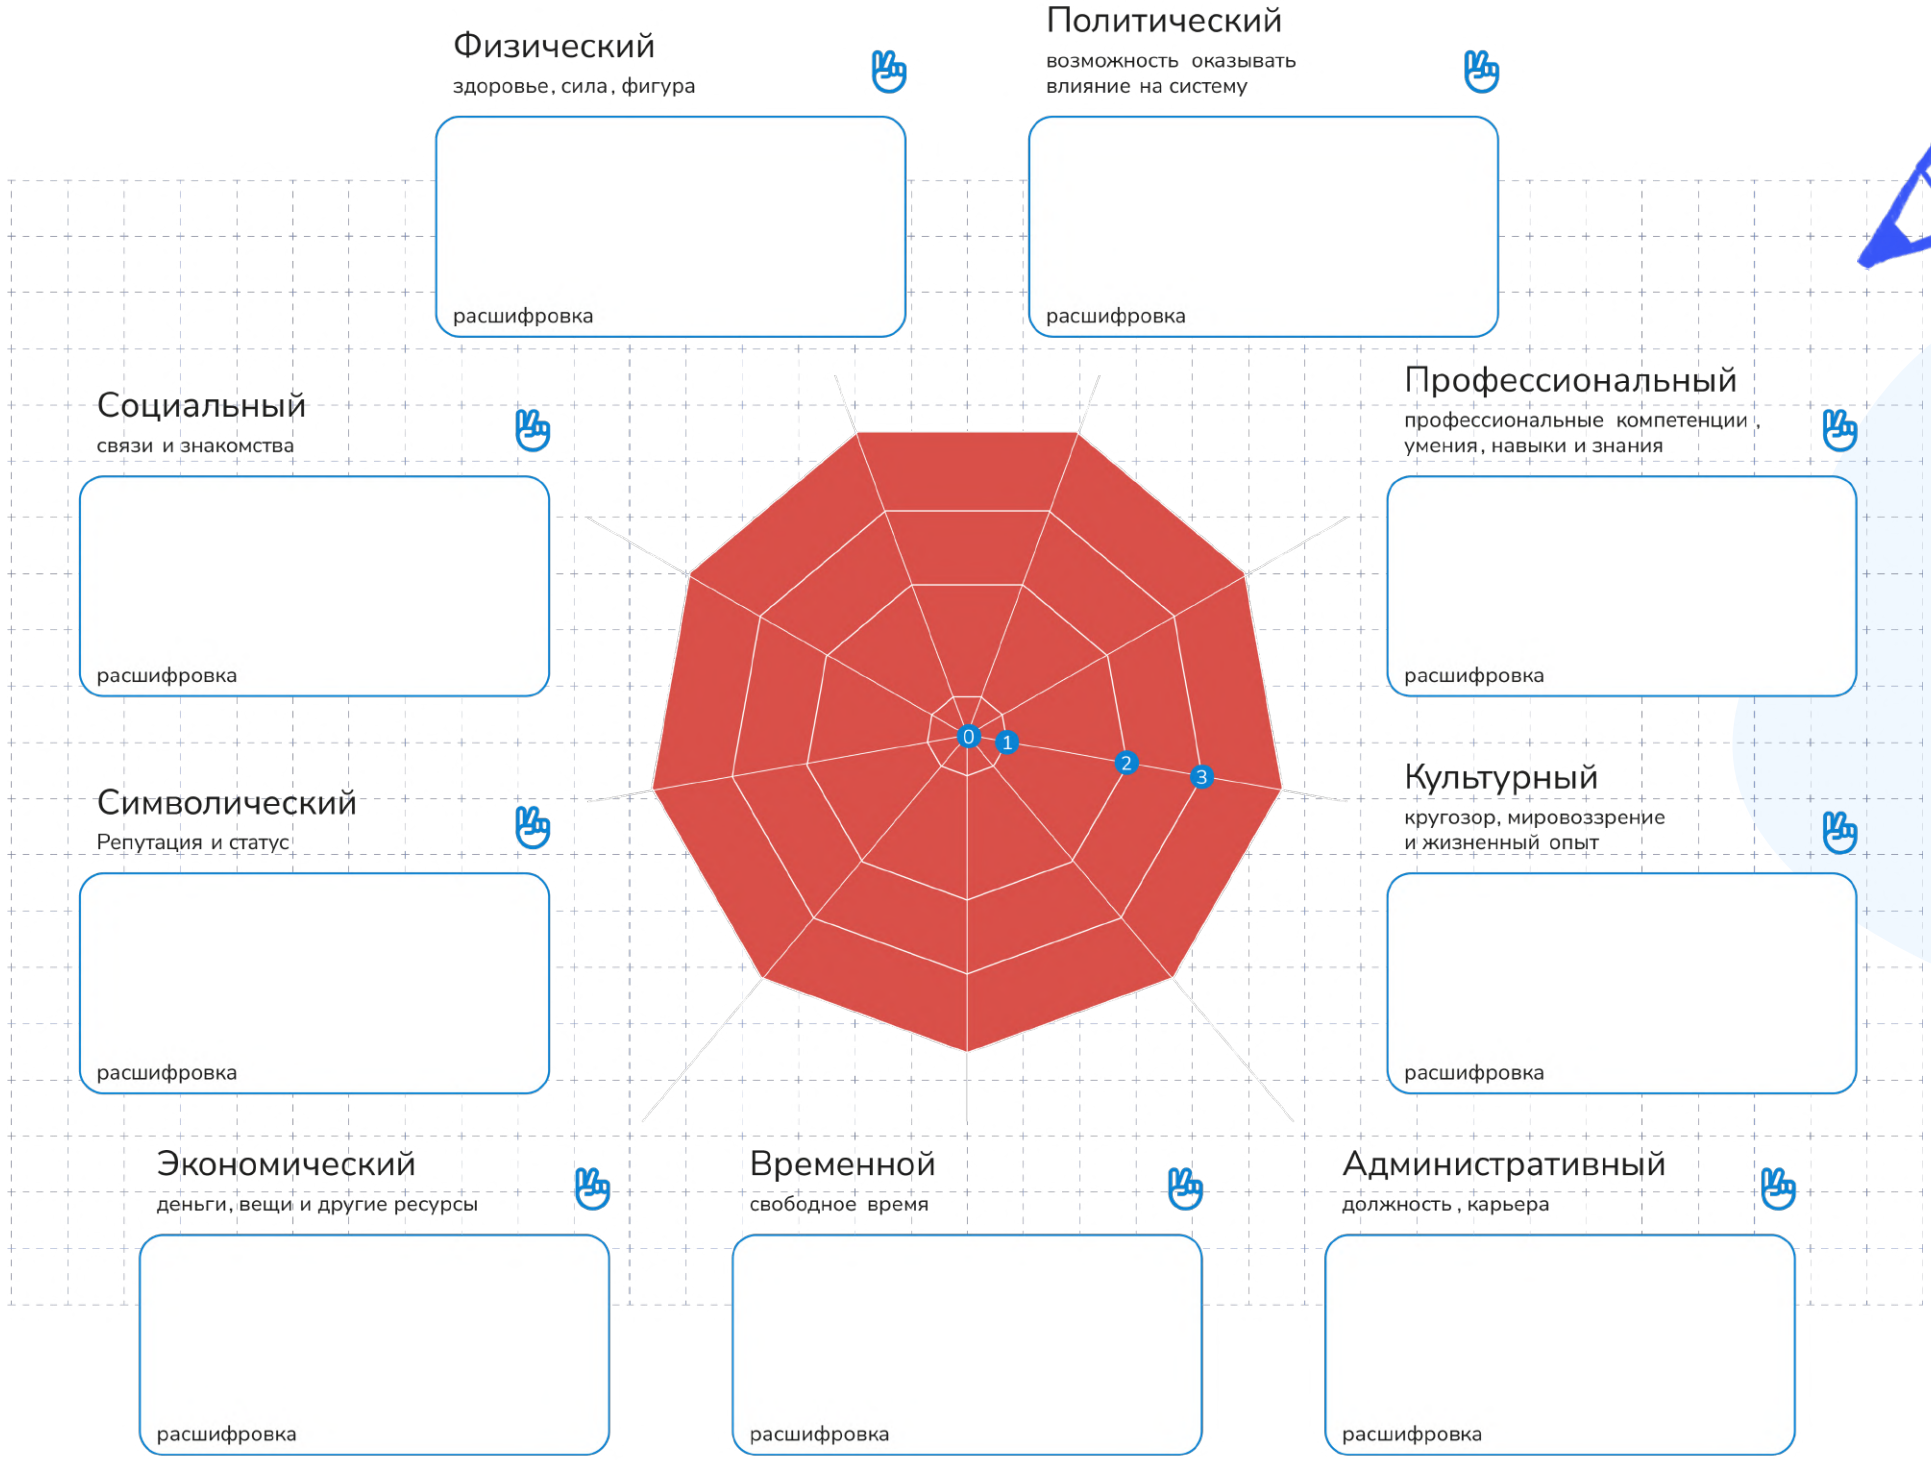 Физический
здоровье, сила, фигура
расшифровка
Политический
возможность оказывать
влияние на систему
расшифровка
Социальный
связи и знакомства
расшифровка
Профессиональный
профессиональные компетенции ,
умения, навыки и знания
расшифровка
0
1
2
3
Символический
Репутация и статус
расшифровка
Культурный
кругозор, мировоззрение
и жизненный опыт
расшифровка
Экономический
деньги, вещи и другие ресурсы
расшифровка
Временной
свободное время
расшифровка
Административный
должность , карьера
расшифровка